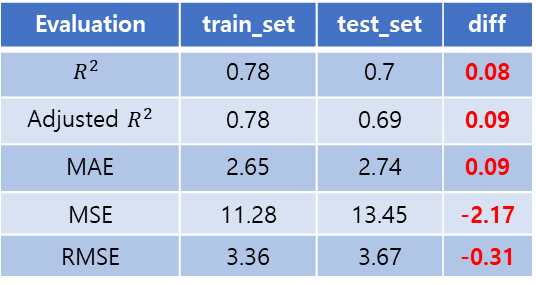 Evaluation train_set test_set diff
R² 0.78 0.7 0.08
Adjusted R² 0.78 0.69 0.09
MAE 2.65 2.74 0.09
MSE 11.28 13.45 -2.17
RMSE 3.36 3.67 -0.31